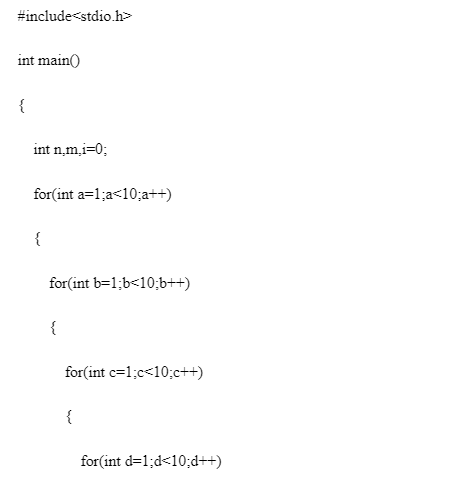 #include<stdio.h>
int main()
{
int n,m,i=0;
for(int a=1;a<10;a++)
{
for(int b=1;b<10;b++)
{
for(int c=1;c<10;c++)
{
for(int d=1;d<10;d++)